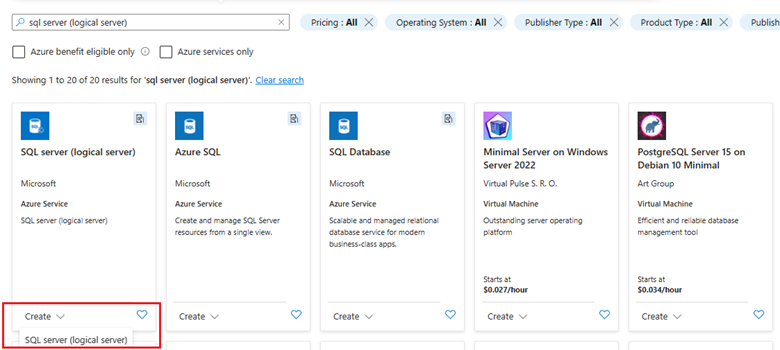 sql server (logical server)
Pricing : All
Operating System : All
Publisher Type : All
Product Type : All
Publish
Azure benefit eligible only
Azure services only
Showing 1 to 20 of 20 results for 'sql server (logical server)'. Clear search
SQL server (logical server)
Microsoft
Azure Service
SQL server (logical server)
Create
SQL server (logical server)
SQL
Azure SQL
Microsoft
Azure Service
Create and manage SQL Server
resources from a single view.
Create
SQL
SQL Database
Microsoft
Azure Service
Scalable and managed relational
database service for modern
business-class apps.
Create
Minimal Server on Windows
Server 2022
Virtual Pulse S. R. O.
Virtual Machine
Outstanding server operating
platform
Starts at
$0.027/hour
Create
PostgreSQL Server 15 on
Debian 10 Minimal
Art Group
Virtual Machine
Efficient and reliable database
management tool
Starts at
$0.034/hour
Create